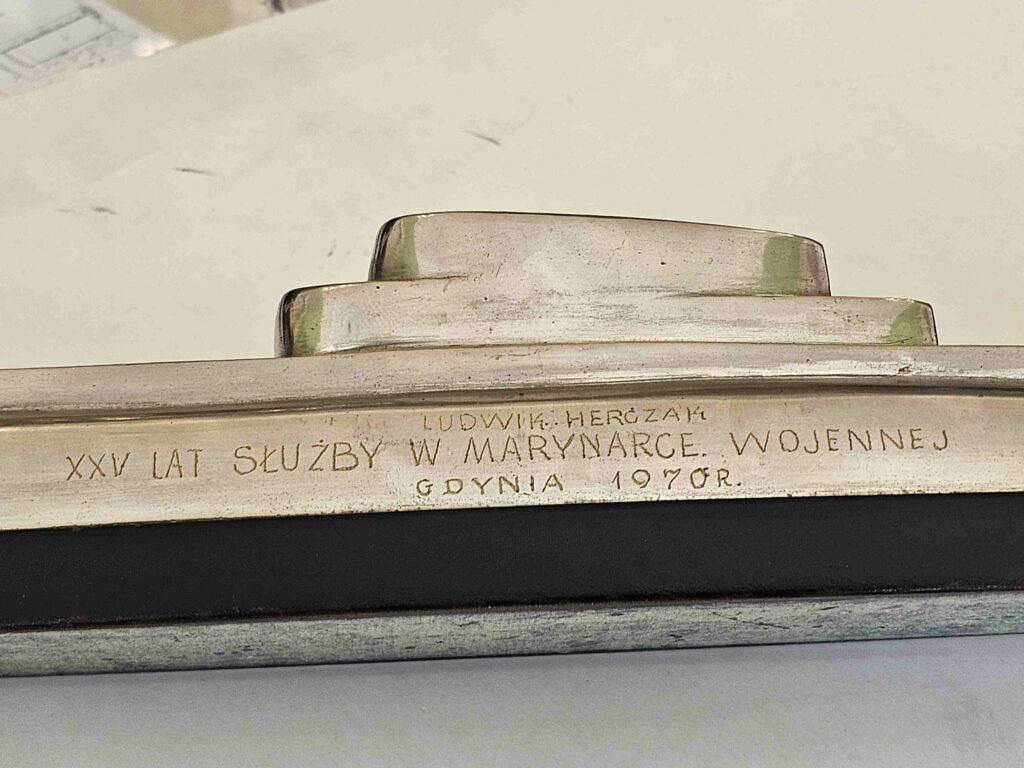 LUDWIK HERCZAK
XXV LAT SŁUŻBY W MARYNARCE. WOJENNEJ
GDYNIA 1970R.